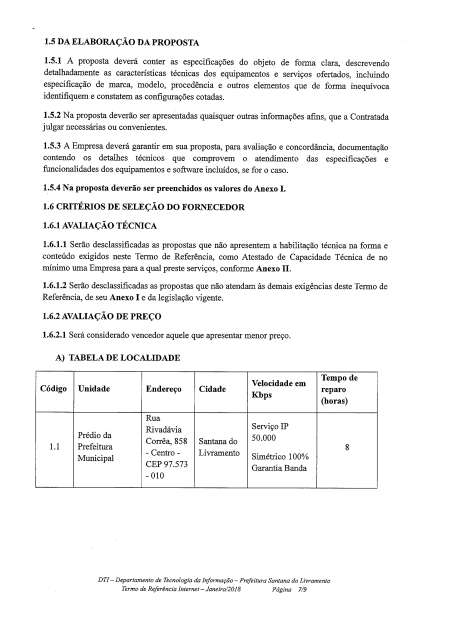 1.5 DA ELABORAÇÃO DA PROPOSTA
1.5.1 A proposta deverá conter as especificações do objeto de forma clara, descrevendo
detalhadamente as características técnicas dos equipamentos e serviços ofertados, incluindo
especificação de marca, modelo, procedência e outros elementos que de forma inequívoca
identifiquem e constatem as configurações cotadas.
1.5.2 Na proposta deverão ser apresentadas quaisquer outras informações afins, que a Contratada
julgar necessárias ou convenientes.
1.5.3 A Empresa deverá garantir em sua proposta, para avaliação e concordância, documentação
contendo os detalhes técnicos que comprovem o atendimento das especificações e
funcionalidades dos equipamentos e software incluídos, se for o caso.
1.5.4 Na proposta deverão ser preenchidos os valores do Anexo I.
1.6 CRITÉRIOS DE SELEÇÃO DO FORNECEDOR
1.6.1 AVALIAÇÃO TÉCNICA
1.6.1.1 Serão desclassificadas as propostas que não apresentem a habilitação técnica na forma e
conteúdo exigidos neste Termo de Referência, como Atestado de Capacidade Técnica de no
mínimo uma Empresa para a qual preste serviços, conforme Anexo II.
1.6.1.2 Serão desclassificadas as propostas que não atendam às demais exigências deste Termo de
Referência, de seu Anexo I e da legislação vigente.
1.6.2 AVALIAÇÃO DE PREÇO
1.6.2.1 Será considerado vencedor aquele que apresentar menor preço.
A) TABELA DE LOCALIDADE
Código Unidade Endereço Cidade Velocidade em Kbps Tempo de reparo (horas)
1.1
Prédio da
Prefeitura
Municipal
Rua
Rivadávia
Corrêa, 858
- Centro -
CEP 97.573
- 010
Santana do
Livramento
Serviço IP
50.000
Simétrico 100%
Garantia Banda
8
DTI – Departamento de Tecnologia da Informação – Prefeitura Santana do Livramento
Termo de Referência Internet – Janeiro/2018 Página 7/9